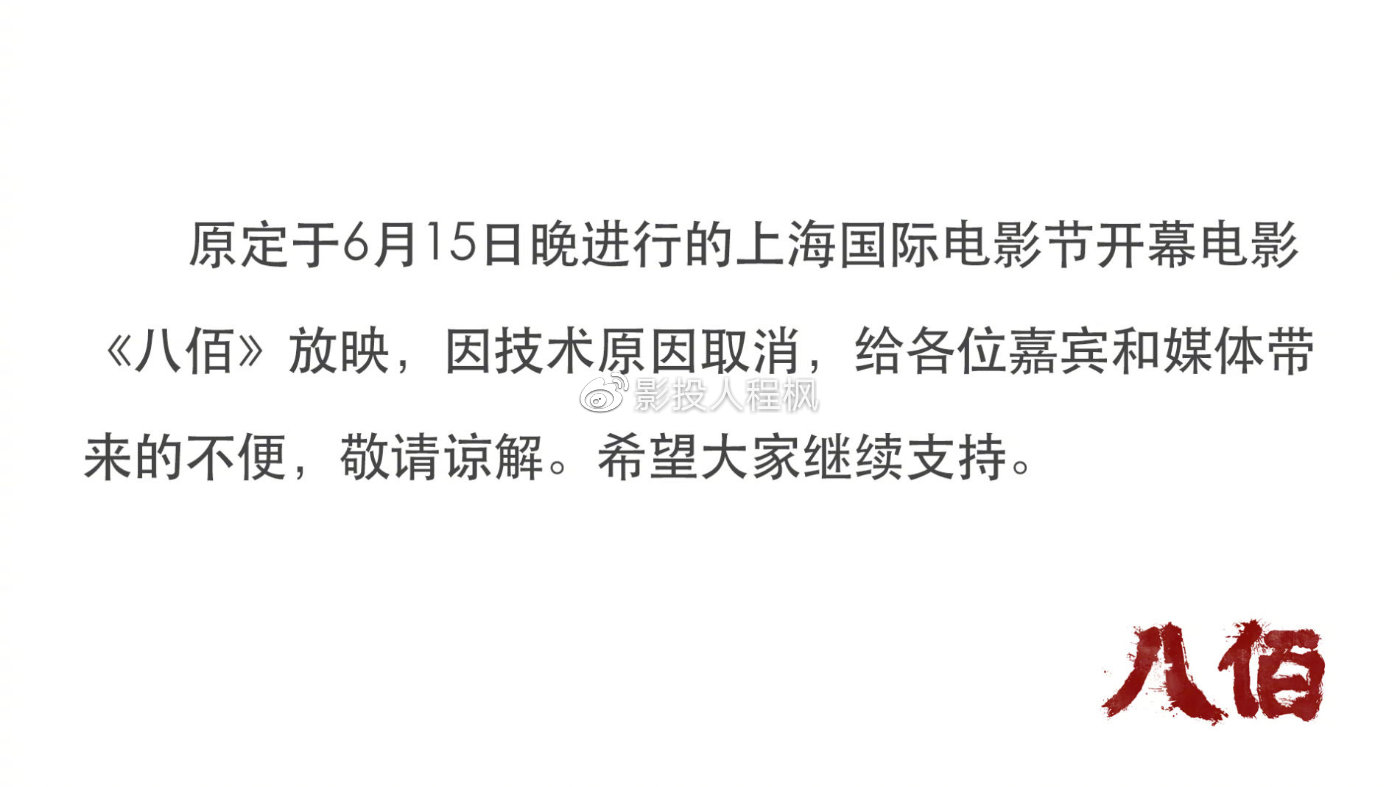 原定于6月15日晚进行的上海国际电影节开幕电影
《八佰》放映，因技术原因取消，给各位嘉宾和媒体带
影投人程枫
来的不便，敬请谅解。希望大家继续支持。
八佰